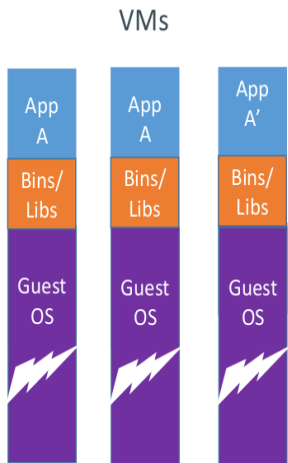 VMs
App
A
App
A
App
A’
Bins/
Libs
Bins/
Libs
Bins/
Libs
Guest
OS
Guest
OS
Guest
OS